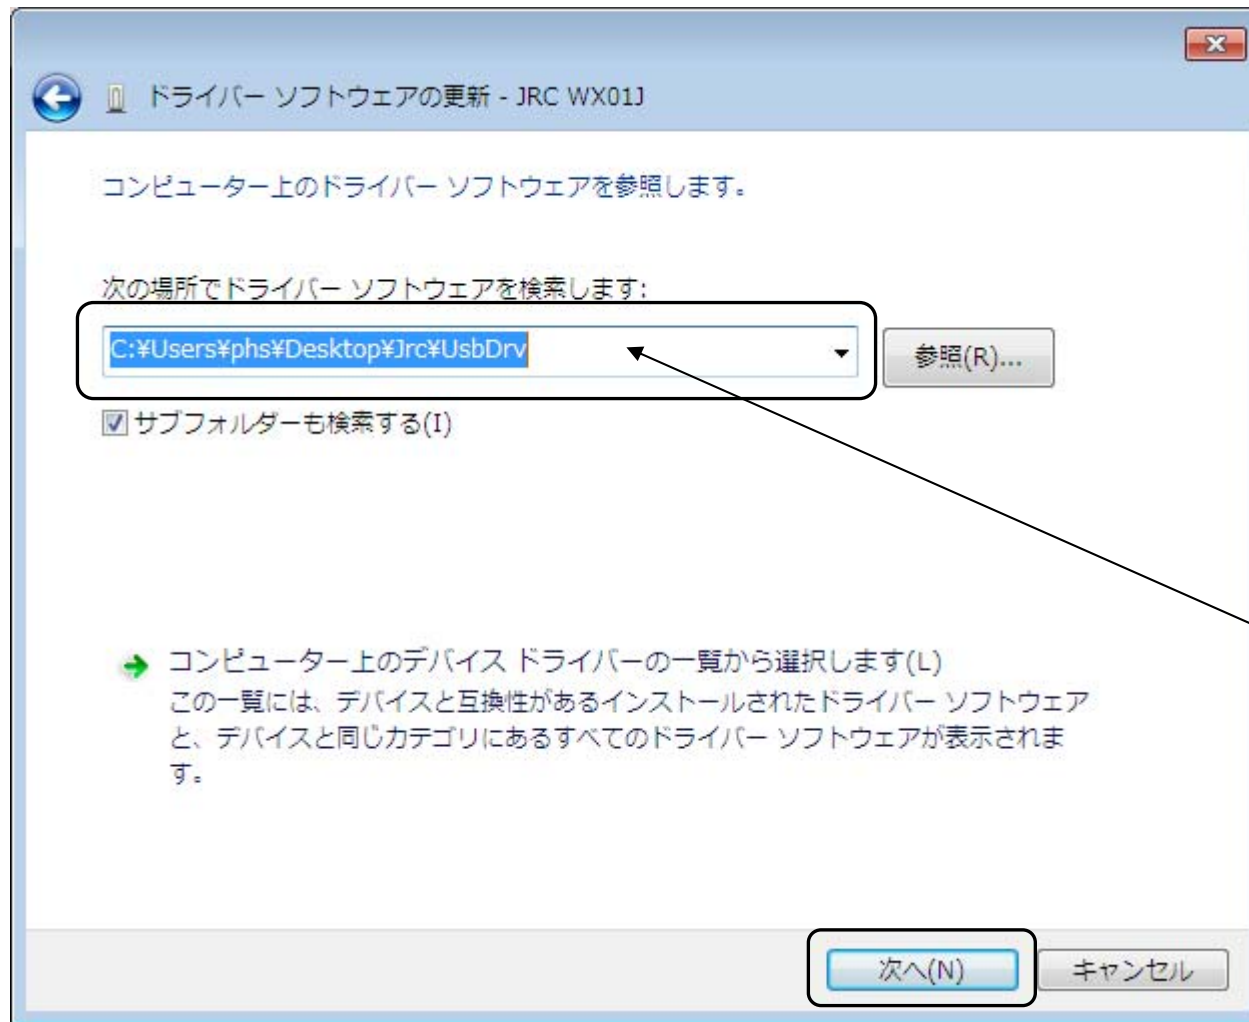 ドライバー ソフトウェアの更新 - JRC WX01J
コンピューター上のドライバー ソフトウェアを参照します。
次の場所でドライバー ソフトウェアを検索します:
C:¥Users¥phs¥Desktop¥Jrc¥UsbDrv
参照(R)...
サブフォルダーも検索する(I)
コンピューター上のデバイス ドライバーの一覧から選択します(L)
この一覧には、デバイスと互換性があるインストールされたドライバー ソフトウェア
と、デバイスと同じカテゴリにあるすべてのドライバー ソフトウェアが表示されま
す。
次へ(N)
キャンセル